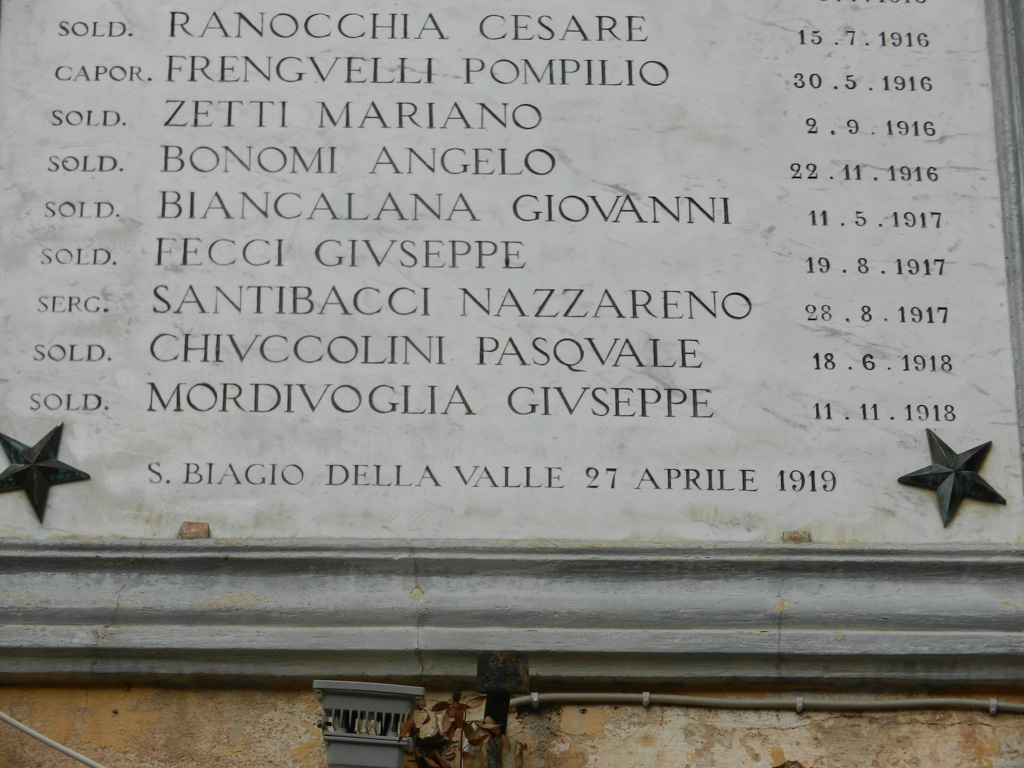 SOLD. RANOCCHIA CESARE 15.7.1916
CAPOR. FRENGVELLI POMPILIO 30.5.1916
SOLD. ZETTI MARIANO 2.9.1916
SOLD. BONOMI ANGELO 22.11.1916
SOLD. BIANCALANA GIOVANNI 11.5.1917
SOLD. FECCI GIVSEPPE 19.8.1917
SERG. SANTIBACCI NAZZARENO 28.8.1917
SOLD. CHIVCCOLINI PASQVALE 18.6.1918
SOLD. MORDIVOGLIA GIVSEPPE 11.11.1918
S. BIAGIO DELLA VALLE 27 APRILE 1919